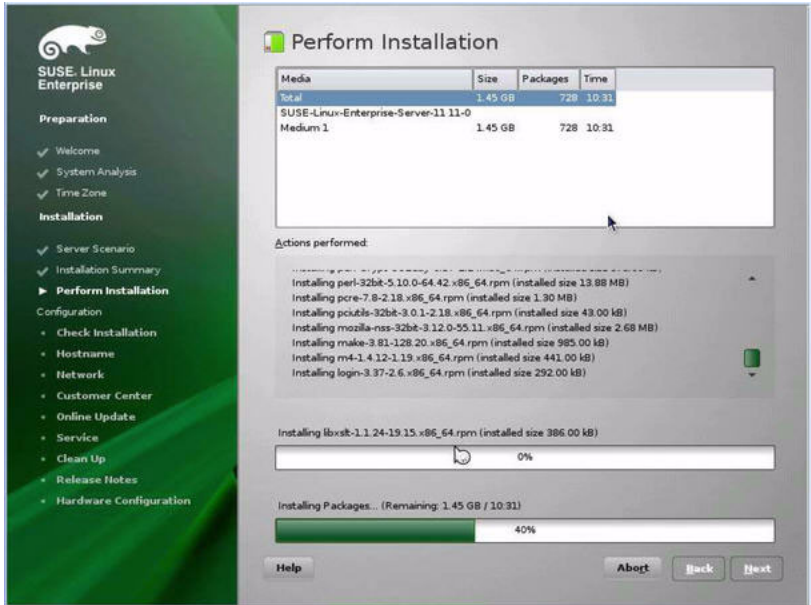 SUSE. Linux
Enterprise
Preparation
Welcome
System Analysis
Time Zone
Installation
Server Scenario
Installation Summary
Perform Installation
Configuration
Check Installation
Hostname
Network
Customer Center
Online Update
Service
Clean Up
Release Notes
Hardware Configuration
Perform Installation
Media Size Packages Time
Total 1.45 GB 728 10:31
SUSE-Linux-Enterprise-Server-11 11-0
Medium 1 1.45 GB 728 10:31
Actions performed:
Installing perl-32bit-5.10.0-64.42.x86_64.rpm (installed size 13.88 MB)
Installing pcre-7.8-2.18.x86_64.rpm (installed size 1.30 MB)
Installing pciutils-32bit-3.0.1-2.18.x86_64.rpm (installed size 43.00 kB)
Installing mozilla-nss-32bit-3.12.0-55.11.x86_64.rpm (installed size 2.68 MB)
Installing make-3.81-128.20.x86_64.rpm (installed size 985.00 kB)
Installing m4-1.4.12-1.19.x86_64.rpm (installed size 441.00 kB)
Installing login-3.37-2.6.x86_64.rpm (installed size 292.00 kB)
Installing libxslt-1.1.24-19.15.x86_64.rpm (installed size 386.00 kB)
0%
Installing Packages... (Remaining: 1.45 GB / 10:31)
40%
Help Abort Back Next